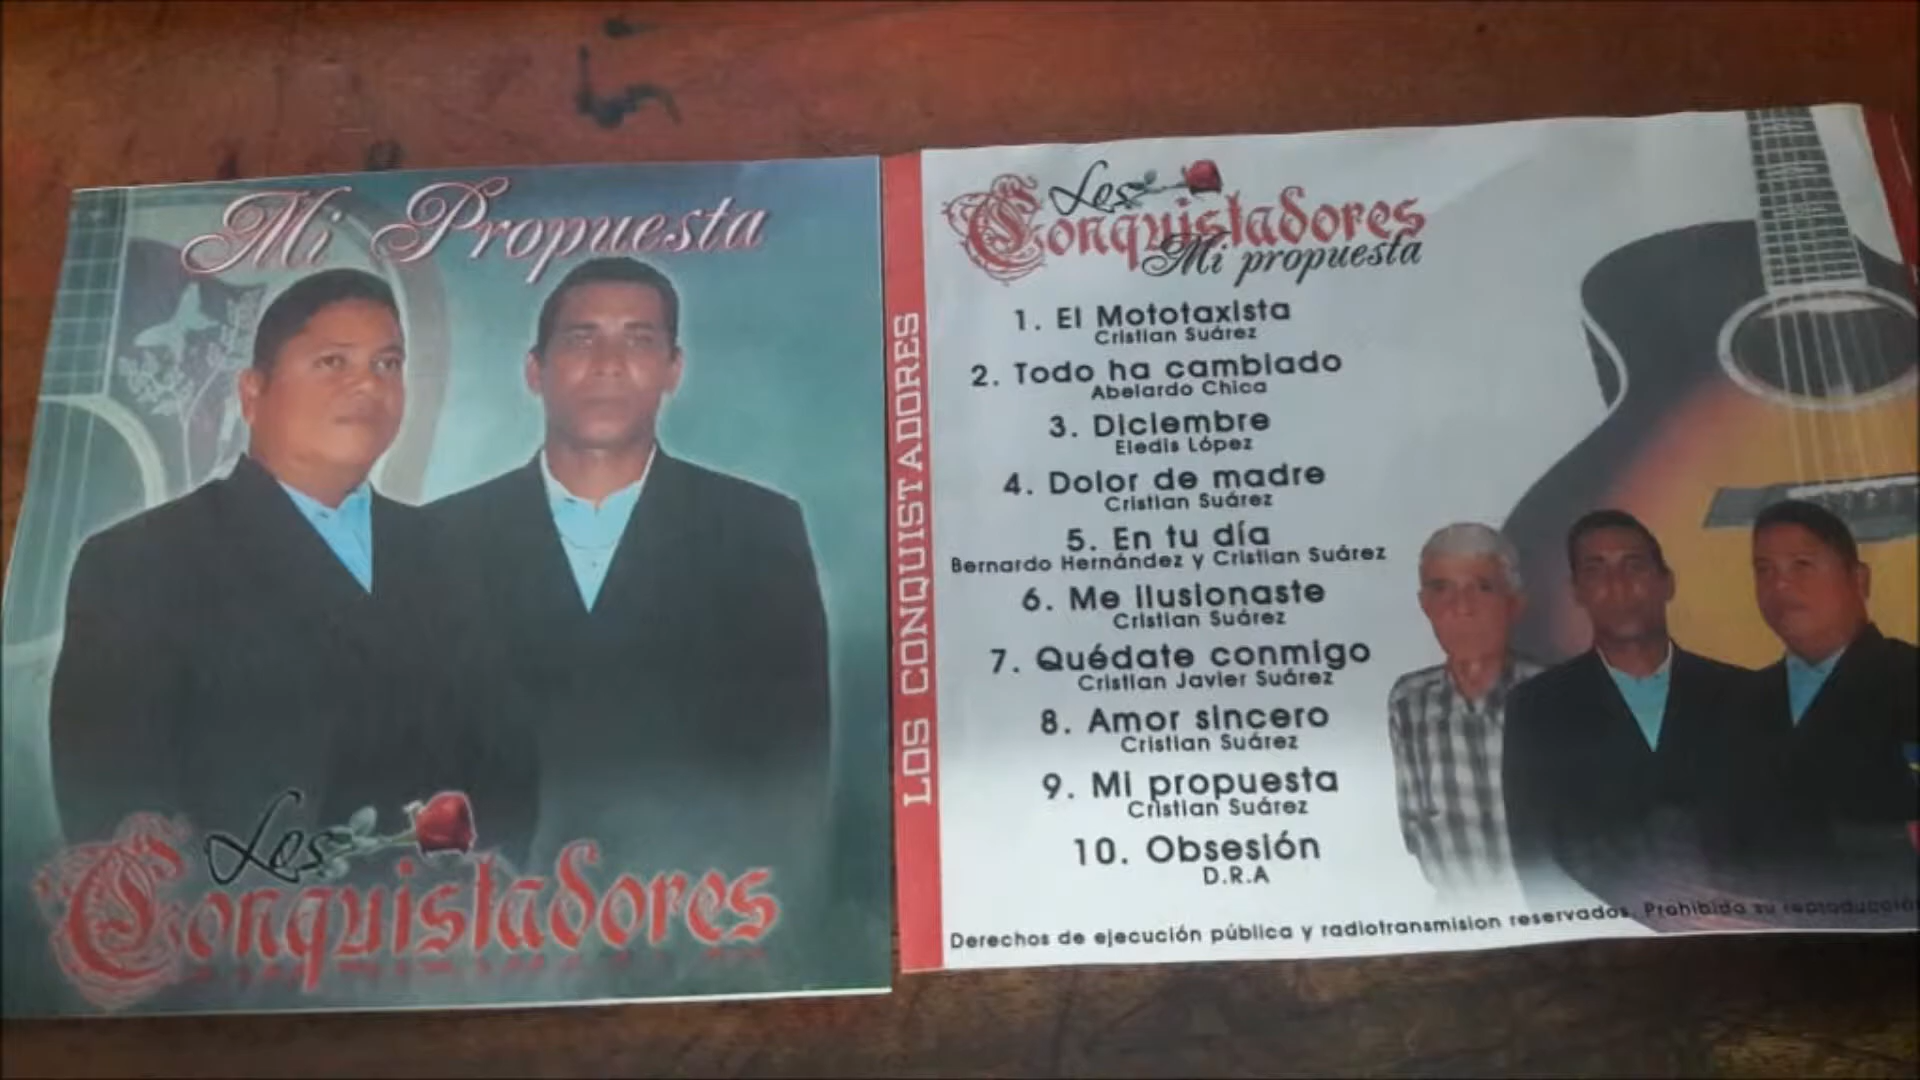 Mi Propuesta
Los
Conquistadores
LOS CONQUISTADORES
Los
Conquistadores
Mi propuesta
1. El Mototaxista
Cristian Suárez
2. Todo ha cambiado
Abelardo Chica
3. Diciembre
Eledis López
4. Dolor de madre
Cristian Suárez
5. En tu día
Bernardo Hernández y Cristian Suárez
6. Me ilusionaste
Cristian Suárez
7. Quédate conmigo
Cristian Javier Suárez
8. Amor sincero
Cristian Suárez
9. Mi propuesta
Cristian Suárez
10. Obsesión
D.R.A
Derechos de ejecución pública y radiotransmision reservados. Prohibida su reproducción